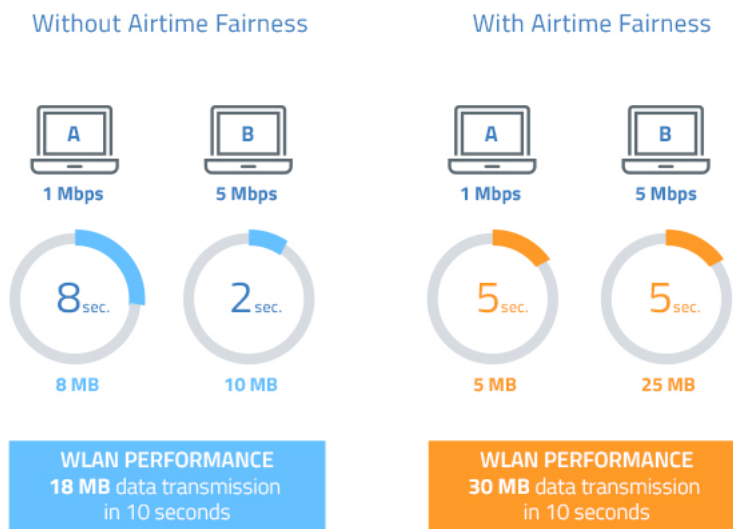 Without Airtime Fairness
With Airtime Fairness
A
B
A
B
1 Mbps
5 Mbps
1 Mbps
5 Mbps
8 sec.
2 sec.
5 sec.
5 sec.
8 MB
10 MB
5 MB
25 MB
WLAN PERFORMANCE
18 MB data transmission
in 10 seconds
WLAN PERFORMANCE
30 MB data transmission
in 10 seconds